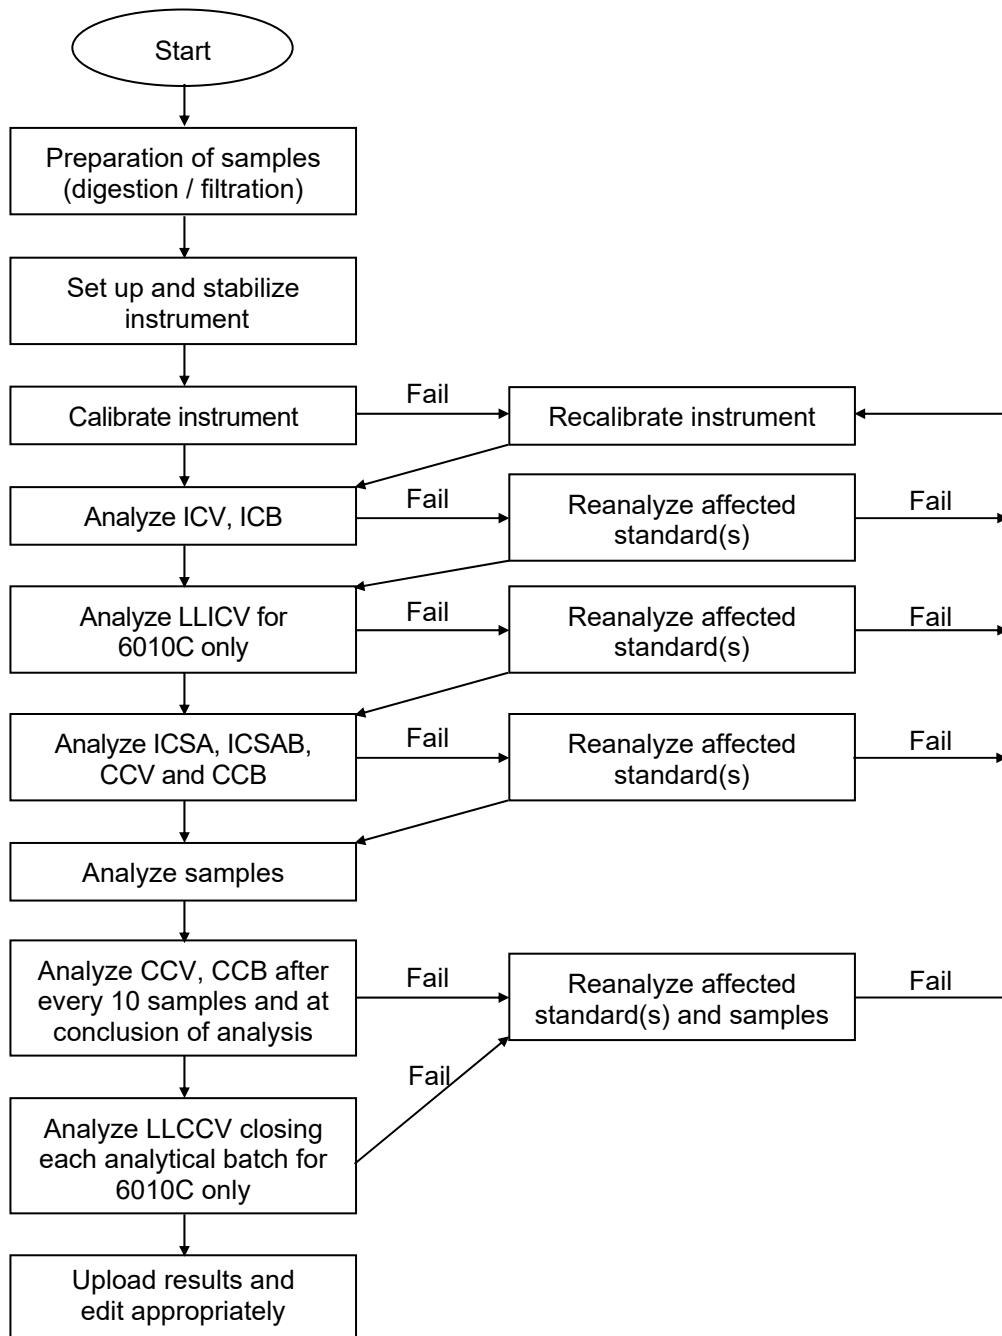 Start
Preparation of samples
(digestion / filtration)
Set up and stabilize
instrument
Calibrate instrument
Fail
Recalibrate instrument
Analyze ICV, ICB
Fail
Reanalyze affected
standard(s)
Fail
Analyze LLICV for
6010C only
Fail
Reanalyze affected
standard(s)
Fail
Analyze ICSA, ICSAB,
CCV and CCB
Fail
Reanalyze affected
standard(s)
Fail
Analyze samples
Analyze CCV, CCB after
every 10 samples and at
conclusion of analysis
Fail
Reanalyze affected
standard(s) and samples
Fail
Fail
Analyze LLCCV closing
each analytical batch for
6010C only
Upload results and
edit appropriately